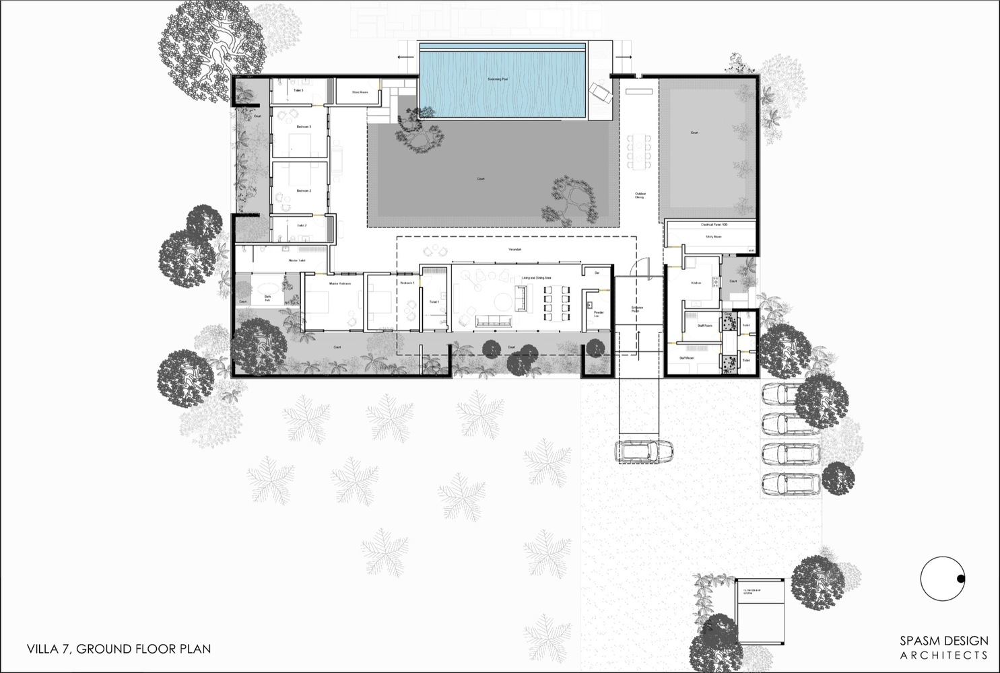 Swimming Pool
Toilet 3
Store Room
Court
Bedroom 3
Court
Court
Bedroom 2
Outdoor
Dining
Toilet 2
Electrical Panel / DB
Utility Room
Verandah
Master Toilet
Bar
Living and Dining Area
Master Bedroom
Bedroom 1
Kitchen
Court
Bath
Tub
Court
Toilet 1
Powder
Entrance
Porch
Court
Staff Room
Toilet
Court
Court
Staff Room
Toilet
VILLA 7, GROUND FLOOR PLAN
SPASM DESIGN
ARCHITECTS